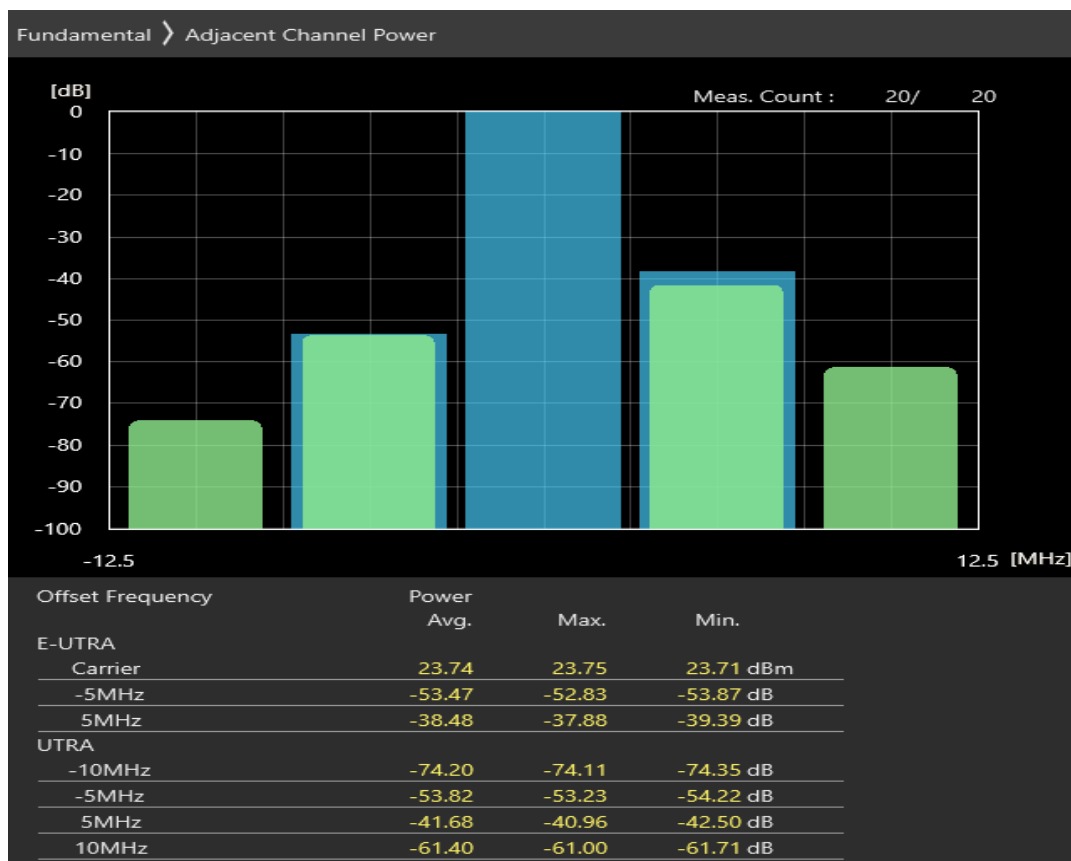 Fundamental 〉 Adjacent Channel Power
[dB]
Meas. Count : 20/ 20
0
-10
-20
-30
-40
-50
-60
-70
-80
-90
-100
-12.5 12.5 [MHz]
Offset Frequency Power
Avg. Max. Min.
E-UTRA
Carrier 23.74 23.75 23.71 dBm
-5MHz -53.47 -52.83 -53.87 dB
5MHz -38.48 -37.88 -39.39 dB
UTRA
-10MHz -74.20 -74.11 -74.35 dB
-5MHz -53.82 -53.23 -54.22 dB
5MHz -41.68 -40.96 -42.50 dB
10MHz -61.40 -61.00 -61.71 dB